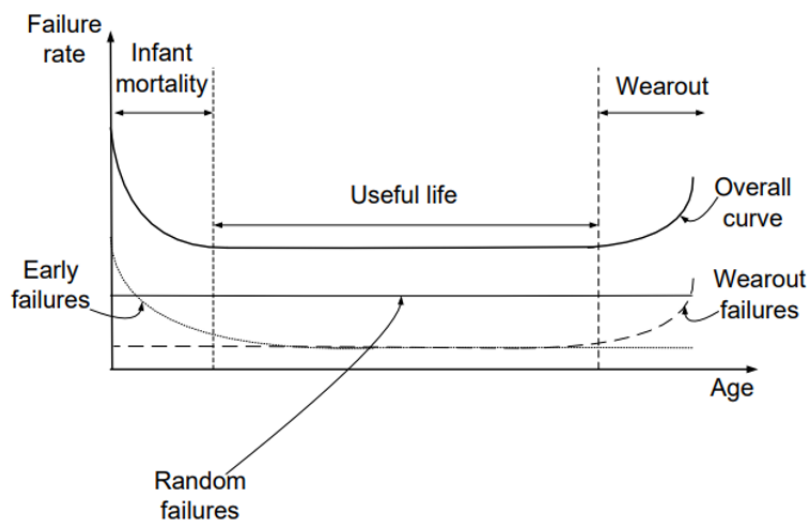 Failure
rate
Infant
mortality
Wearout
Useful life
Overall
curve
Early
failures
Wearout
failures
Age
Random
failures